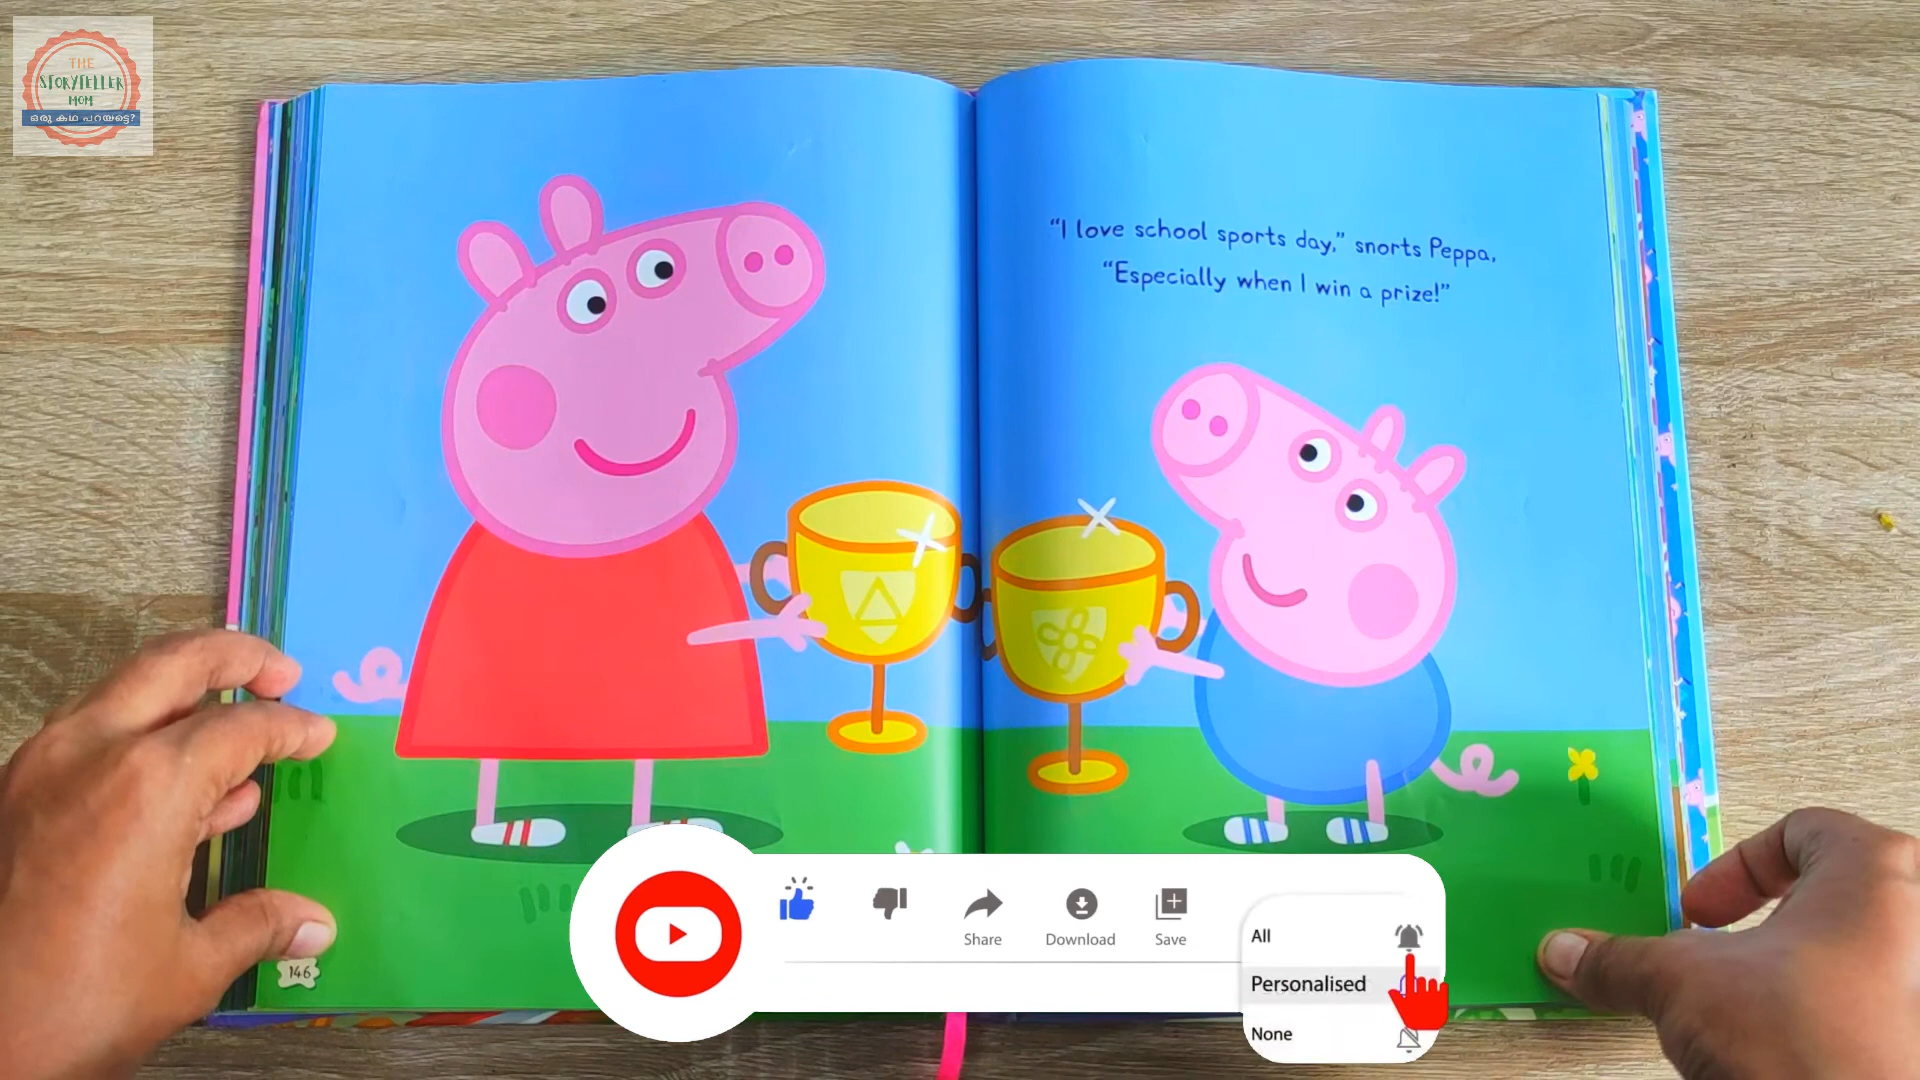 THE
STORYTELLER
MOM
ഒരു കഥ പറയട്ടെ?
“I love school sports day,” snorts Peppa,
“Especially when I win a prize!”
146
Share
Download
Save
All
Personalised
None